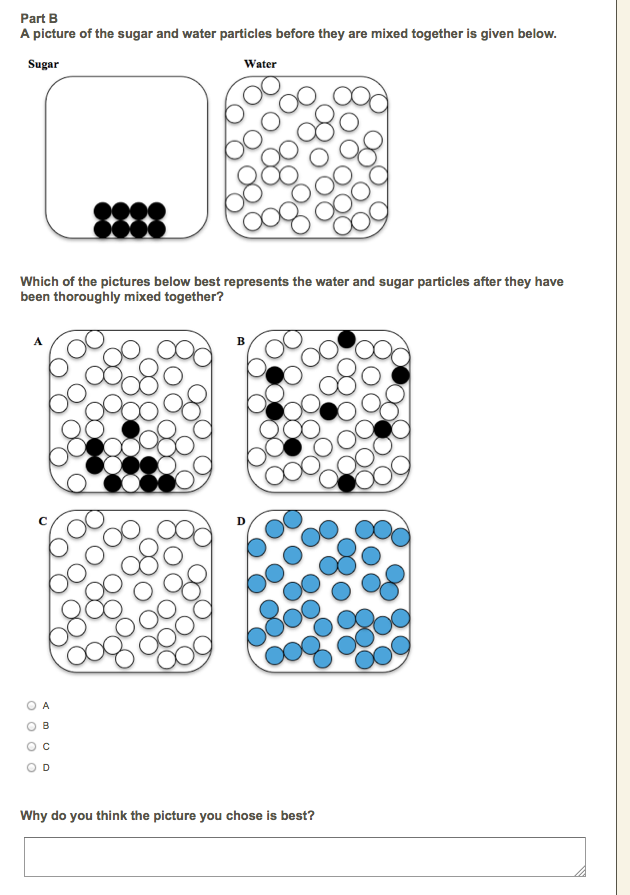 Part B
A picture of the sugar and water particles before they are mixed together is given below.
Sugar
Water
Which of the pictures below best represents the water and sugar particles after they have
been thoroughly mixed together?
A
B
C
D
A
B
C
D
Why do you think the picture you chose is best?